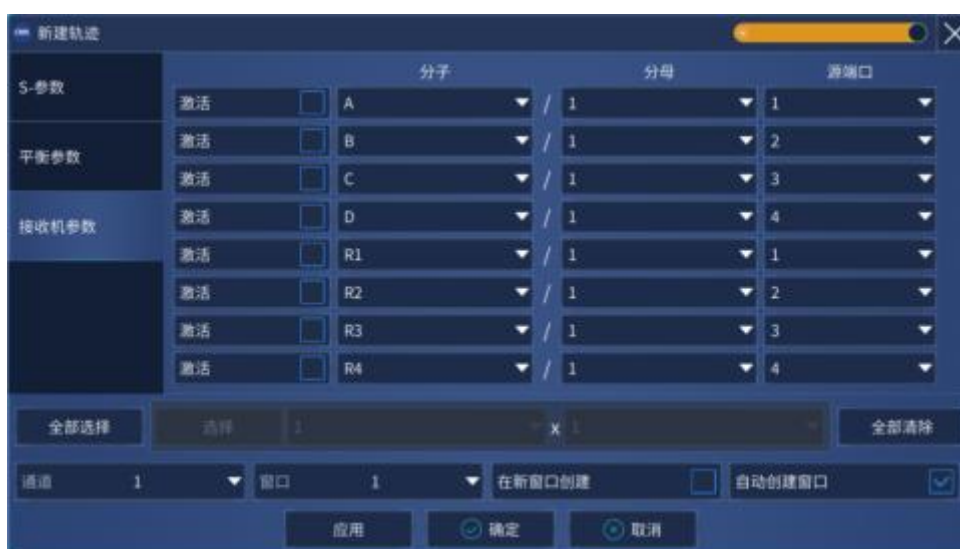 新建轨迹
S-参数
平衡参数
接收机参数
分子 分母 源端口
激活 A / 1 1
激活 B / 1 2
激活 C / 1 3
激活 D / 1 4
激活 R1 / 1 1
激活 R2 / 1 2
激活 R3 / 1 3
激活 R4 / 1 4
全部选择 选择 1 x 1 全部清除
通道 1 窗口 1 在新窗口创建 自动创建窗口
应用 确定 取消